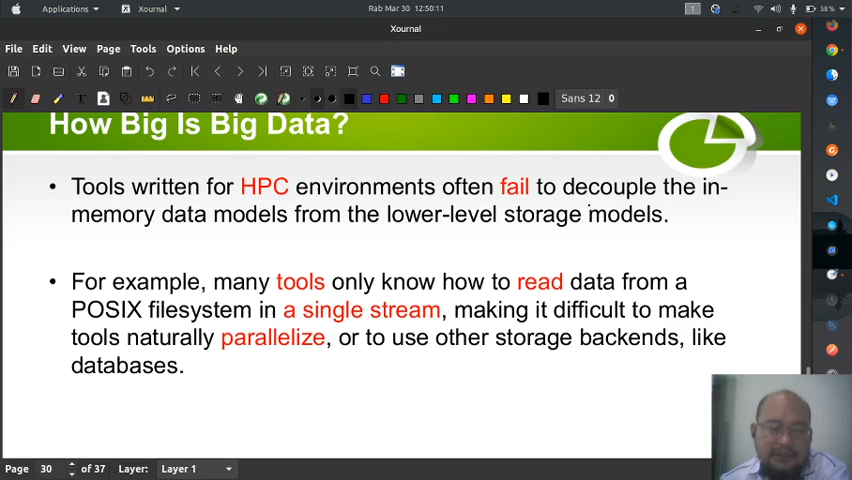 Applications
Xournal
Rab Mar 30 12:50:11
1
58 %
Xournal
File Edit View Page Tools Options Help
Sans 12 0
How Big Is Big Data?
• Tools written for HPC environments often fail to decouple the in-
memory data models from the lower-level storage models.
• For example, many tools only know how to read data from a
POSIX filesystem in a single stream, making it difficult to make
tools naturally parallelize, or to use other storage backends, like
databases.
Page 30 of 37 Layer: Layer 1